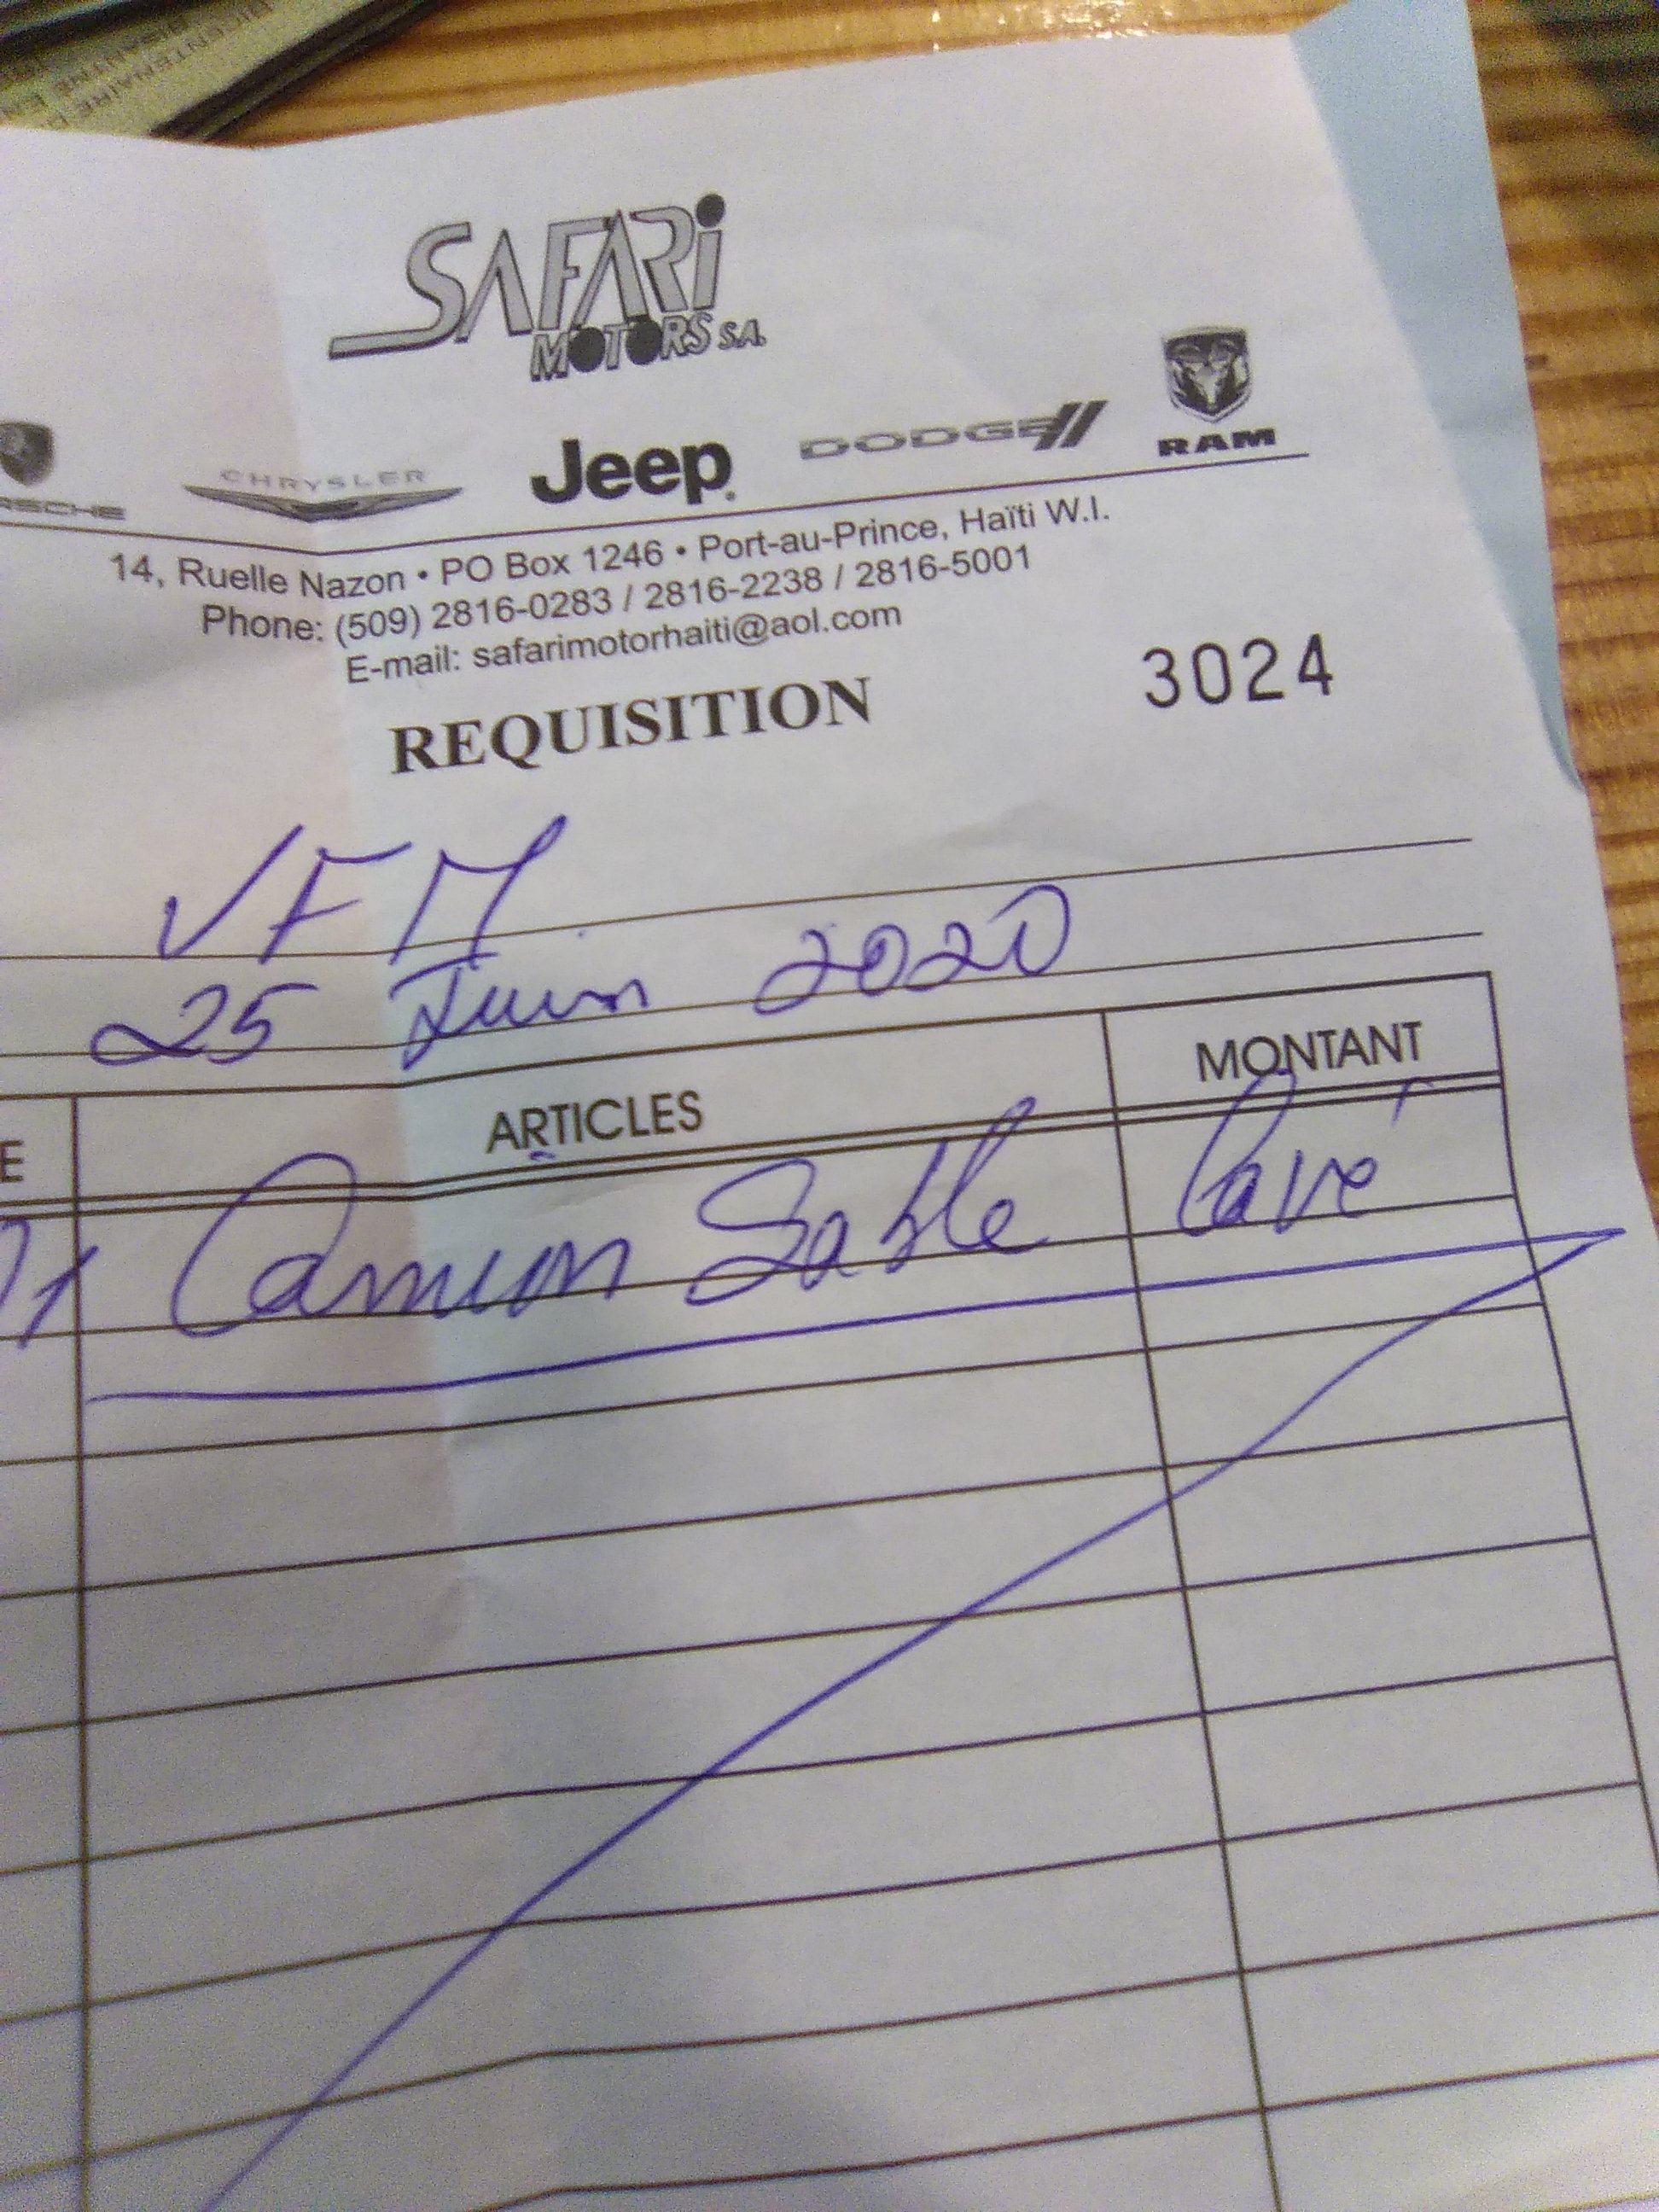 SAFARI
MOTORS S.A.
CHRYSLER Jeep DODGE RAM
14, Ruelle Nazon • PO Box 1246 • Port-au-Prince, Haïti W.I.
Phone: (509) 2816-0283 / 2816-2238 / 2816-5001
E-mail: safarimotorhaiti@aol.com
REQUISITION 3024
VFM
25 Juin 2020
E ARTICLES MONTANT
01 Camion Sable lavé